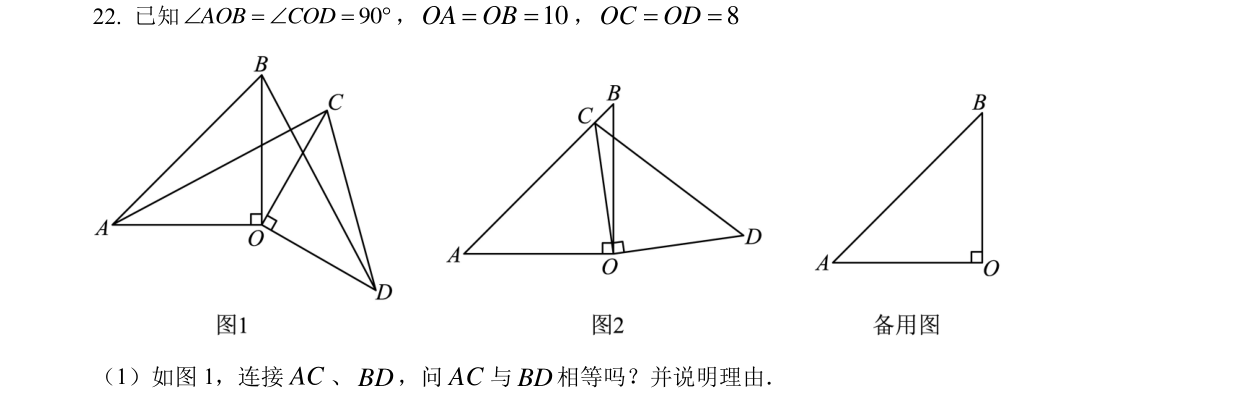 22. 已知∠AOB=∠COD=90°，OA=OB=10，OC=OD=8
B
C
A
O
D
B
C
A
O
D
B
A
O
图1
图2
备用图
（1）如图 1，连接 AC 、BD，问 AC 与 BD 相等吗？并说明理由．